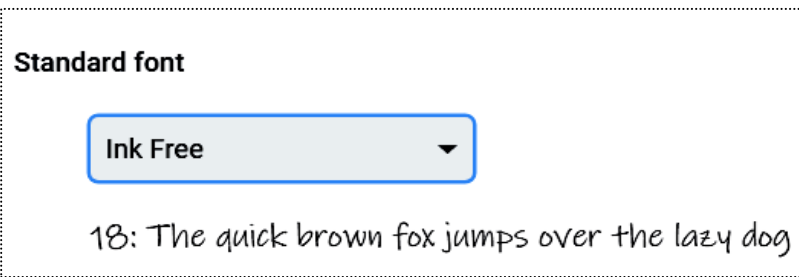 Standard font
Ink Free
18: The quick brown fox jumps over the lazy dog